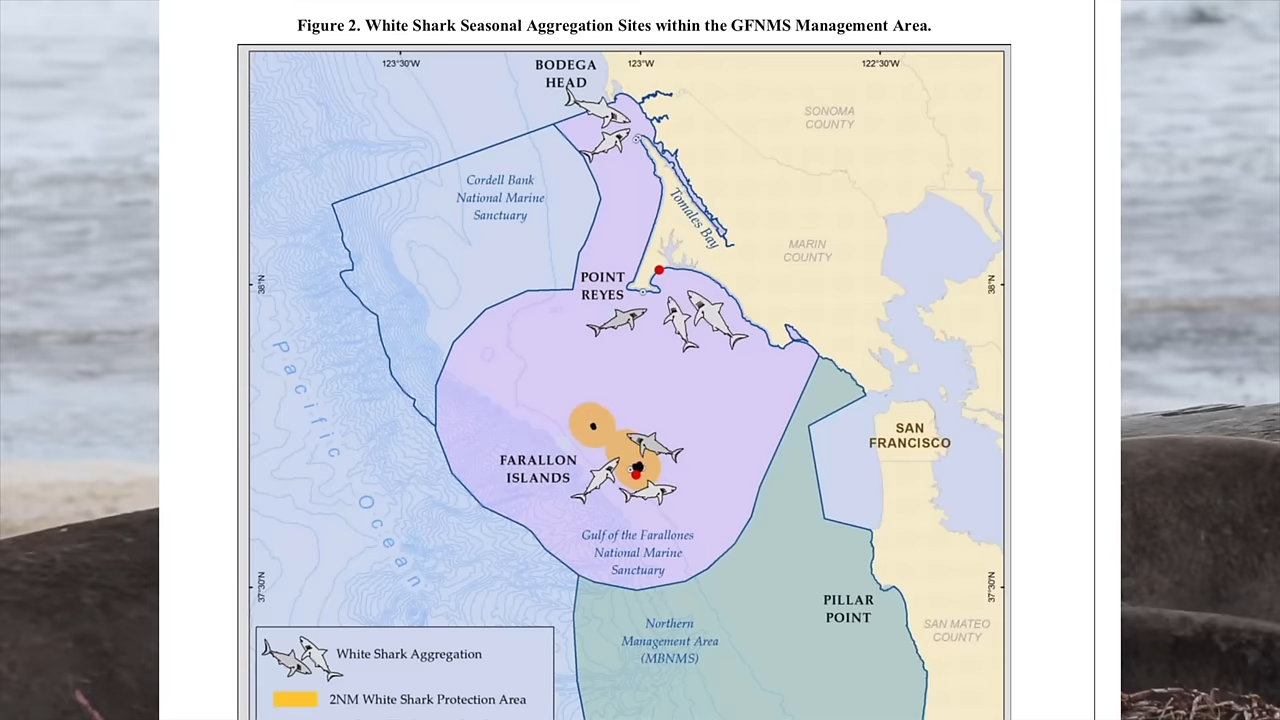 Figure 2. White Shark Seasonal Aggregation Sites within the GFNMS Management Area.
123°30'W
123°W
122°30'W
BODEGA
HEAD
SONOMA
COUNTY
Cordell Bank
National Marine
Sanctuary
Tomales Bay
MARIN
COUNTY
38°N
POINT
REYES
38°N
Pacific
Ocean
SAN
FRANCISCO
FARALLON
ISLANDS
Gulf of the Farallones
National Marine
Sanctuary
37°30'N
37°30'N
PILLAR
POINT
Northern
Management Area
(MBNMS)
SAN MATEO
COUNTY
White Shark Aggregation
2NM White Shark Protection Area